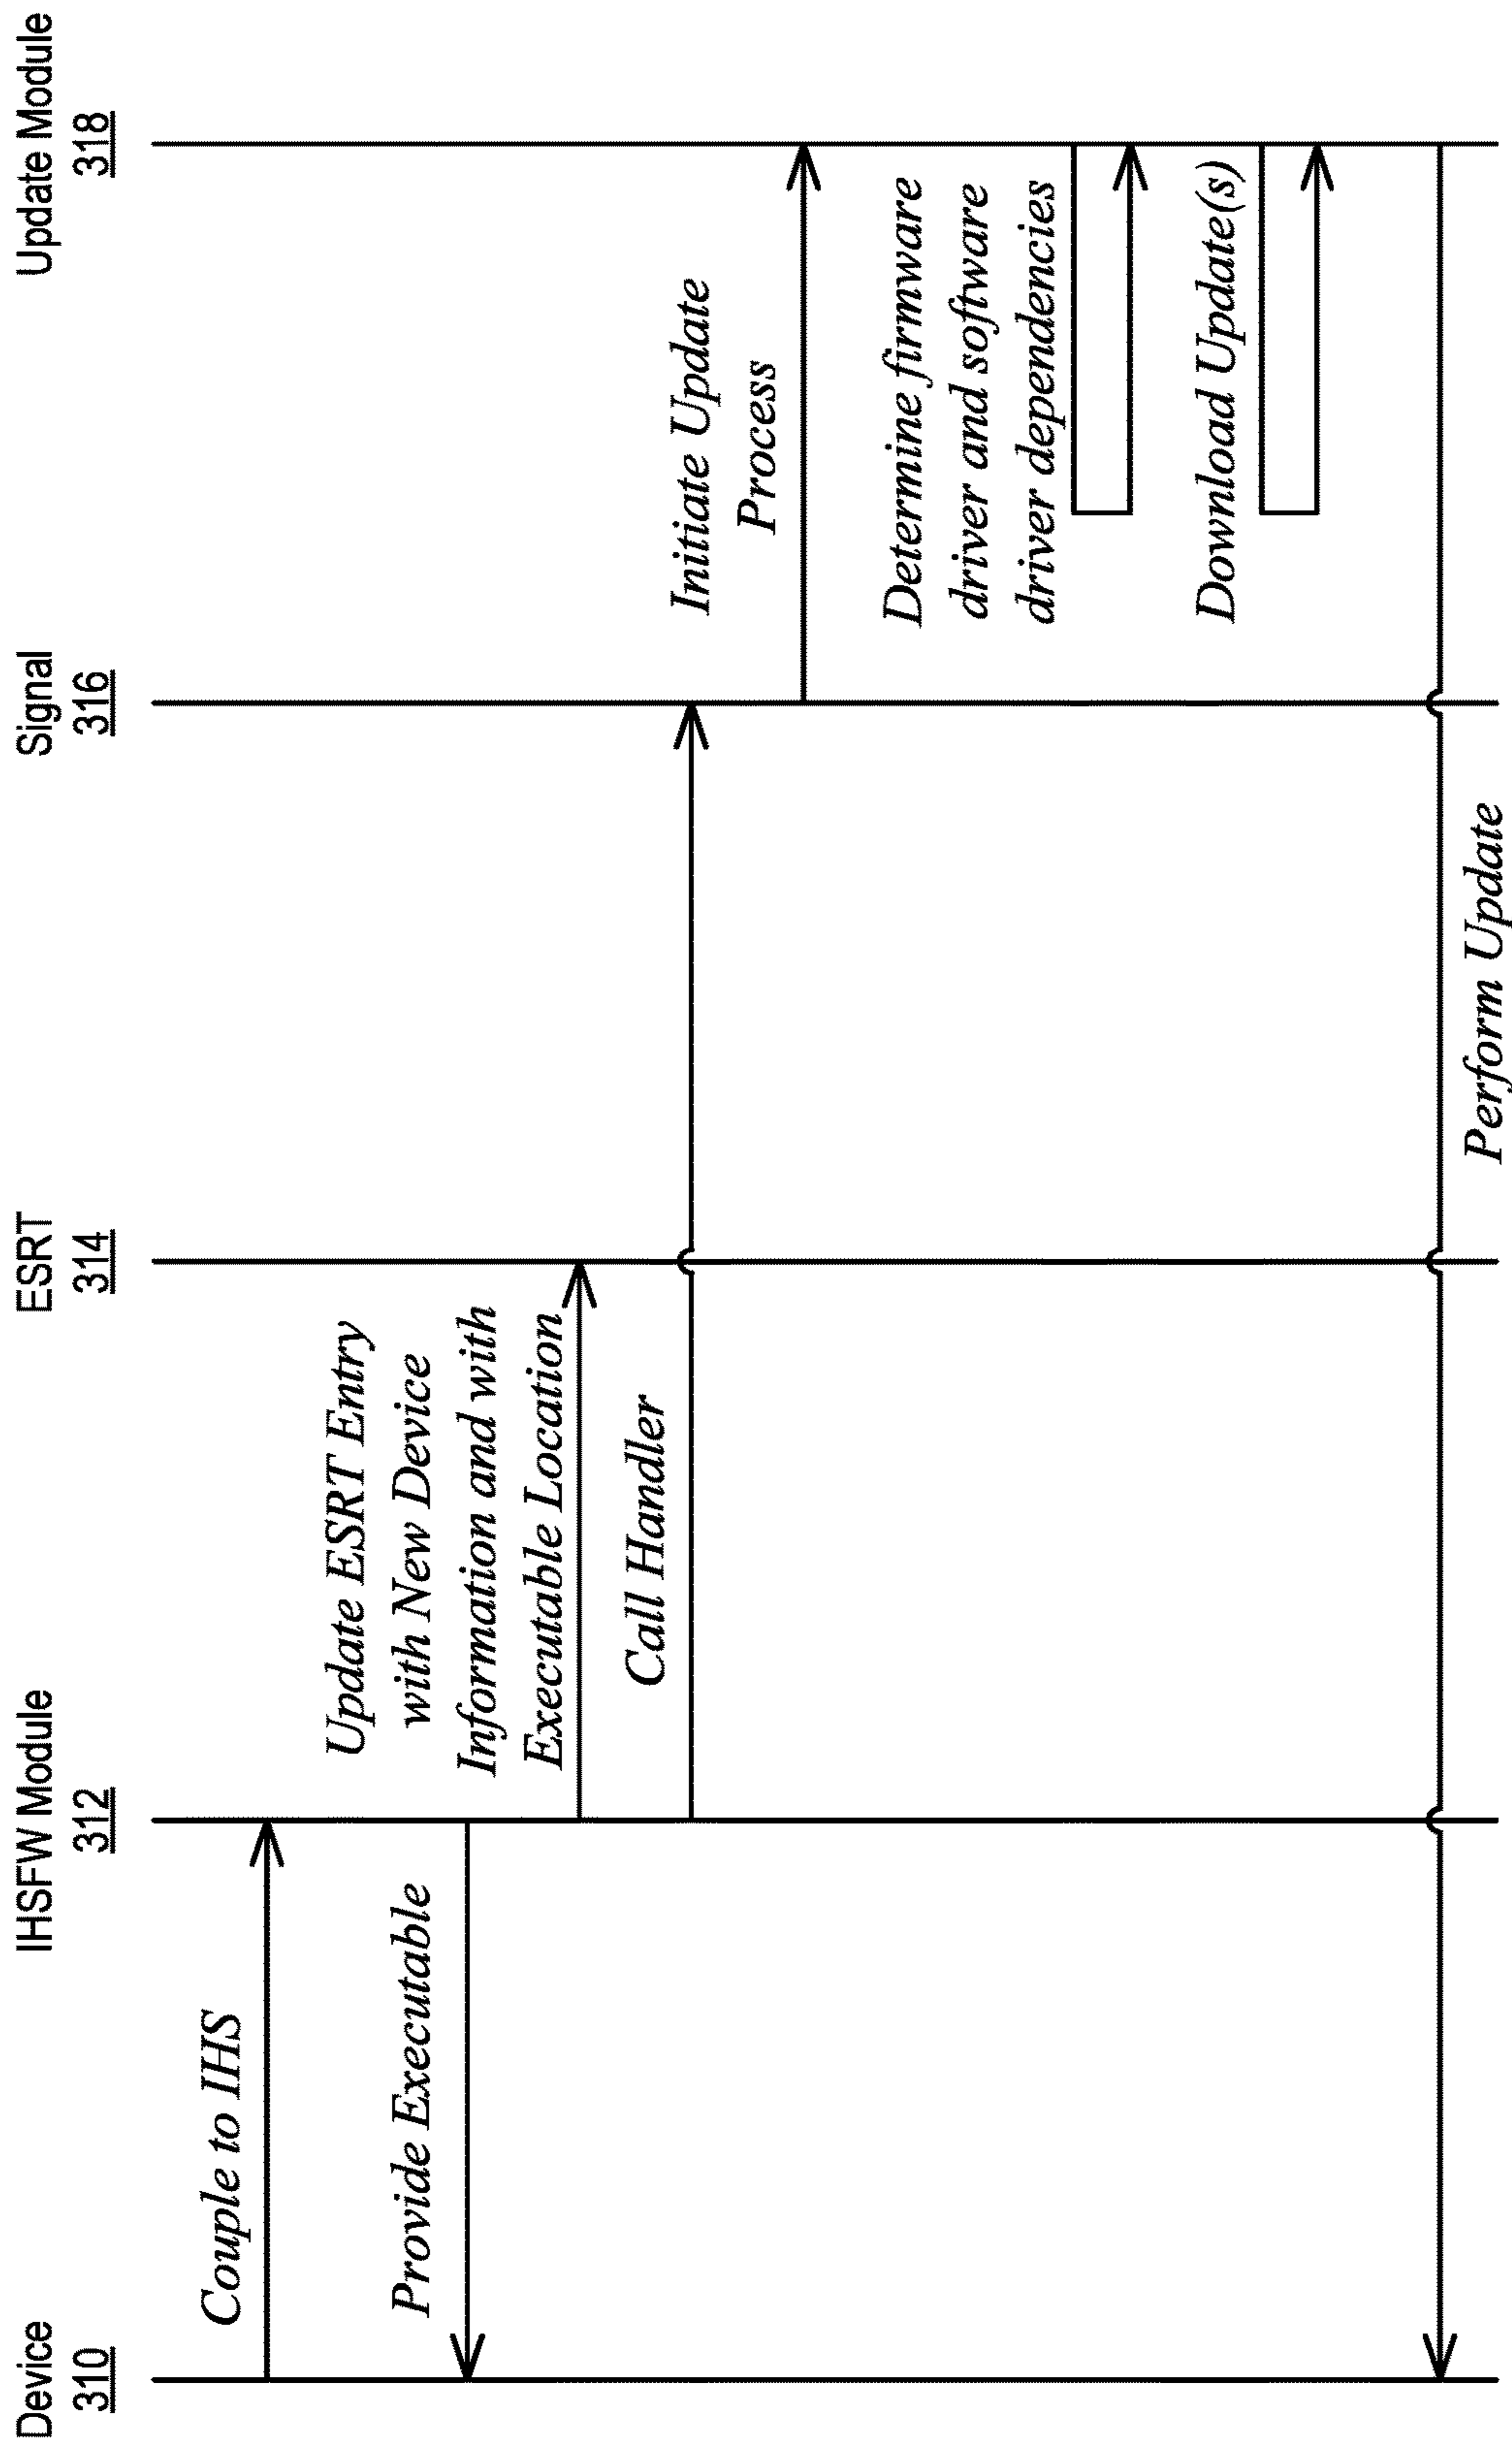 Device
310
IHSFW Module
312
ESRT
314
Signal
316
Update Module
318
Couple to IHS
Provide Executable
Update ESRT Entry
with New Device
Information and with
Executable Location
Call Handler
Initiate Update
Process
Determine firmware
driver and software
driver dependencies
Download Update(s)
Perform Update